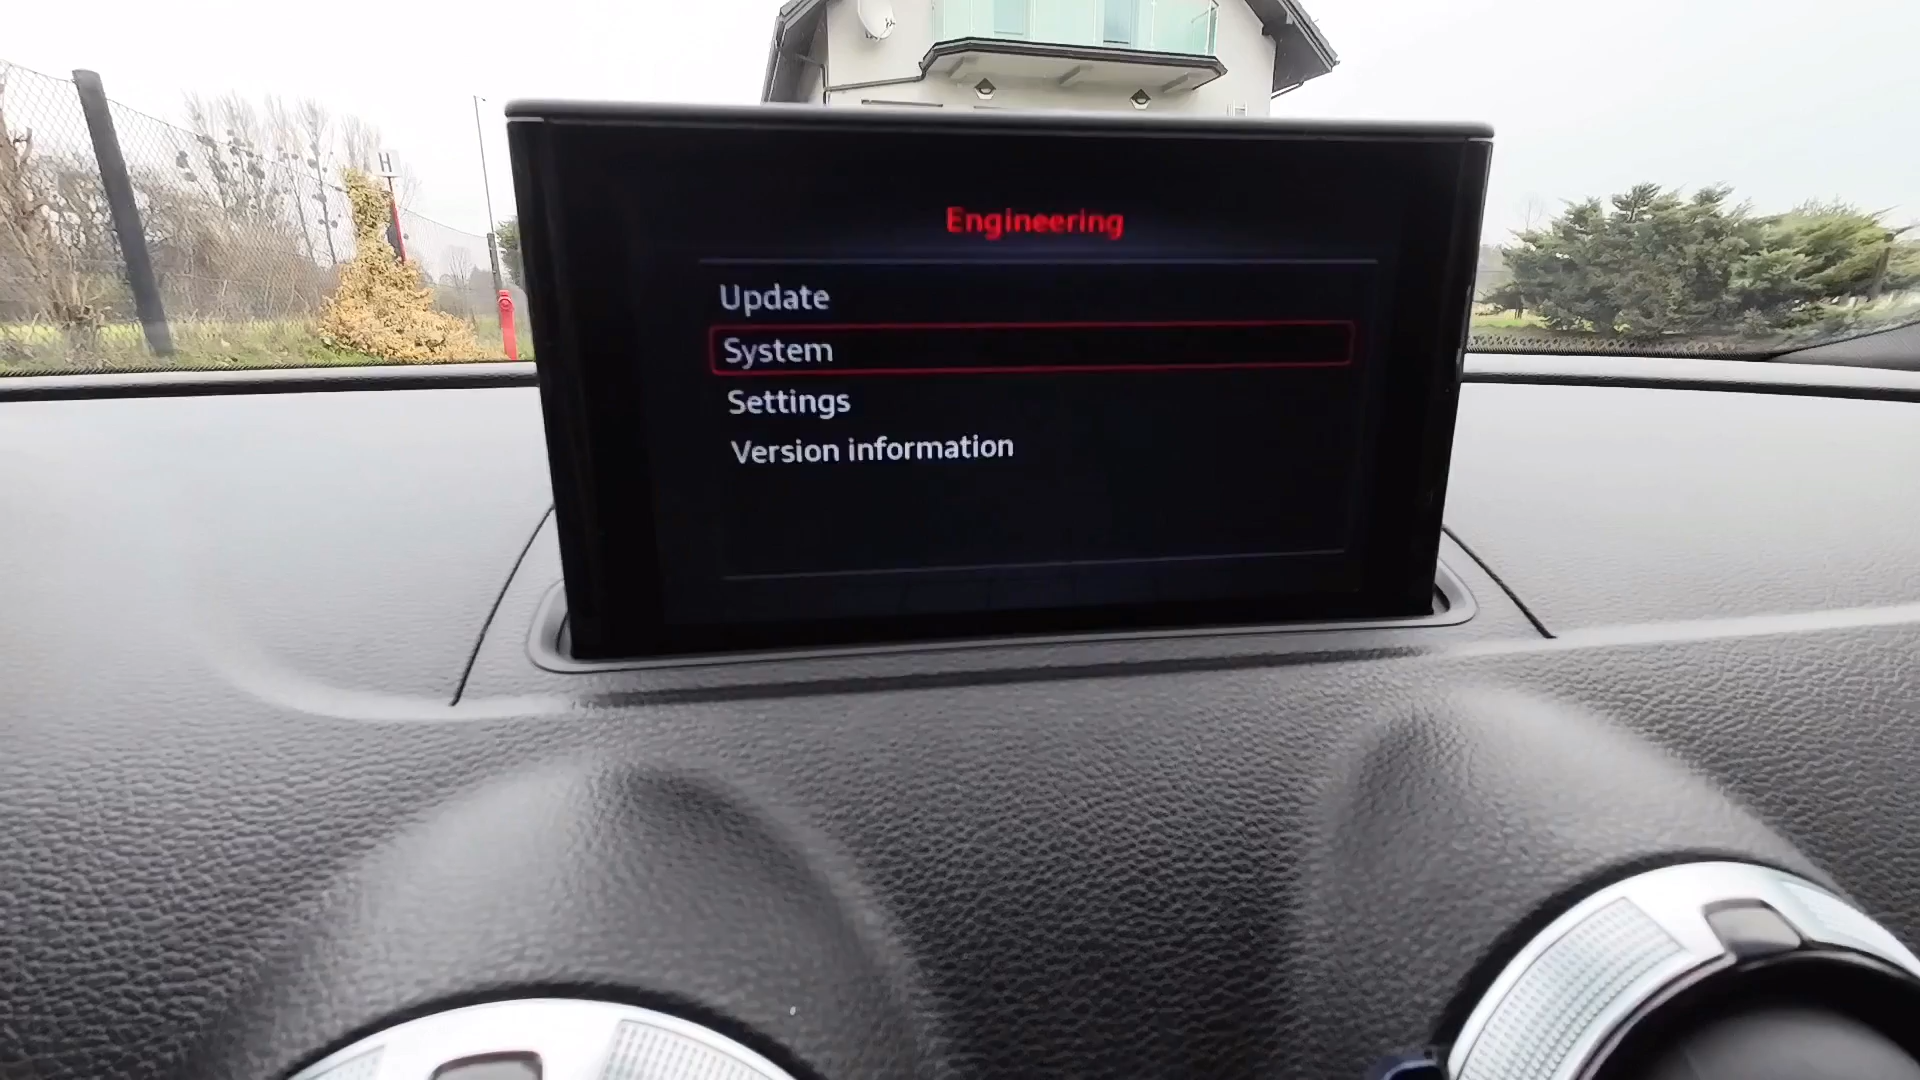 H
Engineering
Update
System
Settings
Version information